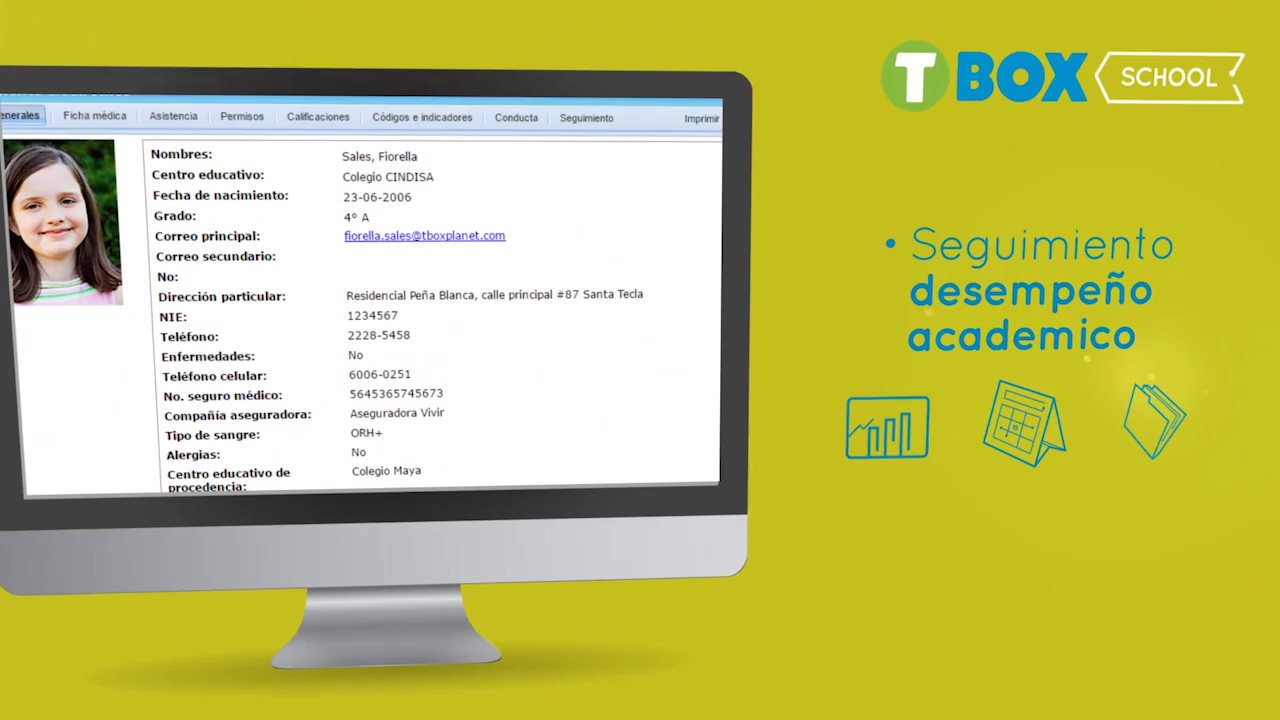 T BOX SCHOOL
enerales Ficha médica Asistencia Permisos Calificaciones Códigos e indicadores Conducta Seguimiento Imprimir
Nombres: Sales, Fiorella
Centro educativo: Colegio CINDISA
Fecha de nacimiento: 23-06-2006
Grado: 4° A
Correo principal: fiorella.sales@tboxplanet.com
Correo secundario:
No:
Dirección particular: Residencial Peña Blanca, calle principal #87 Santa Tecla
NIE: 1234567
Teléfono: 2228-5458
Enfermedades: No
Teléfono celular: 6006-0251
No. seguro médico: 5645365745673
Compañía aseguradora: Aseguradora Vivir
Tipo de sangre: ORH+
Alergias: No
Centro educativo de Colegio Maya
procedencia:
• Seguimiento
desempeño
academico